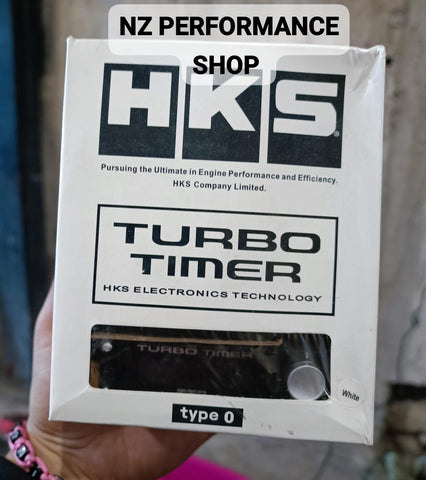 NZ PERFORMANCE
SHOP
HKS®
Pursuing the Ultimate in Engine Performance and Efficiency.
HKS Company Limited.
TURBO
TIMER
HKS ELECTRONICS TECHNOLOGY
TURBO TIMER
White
type 0